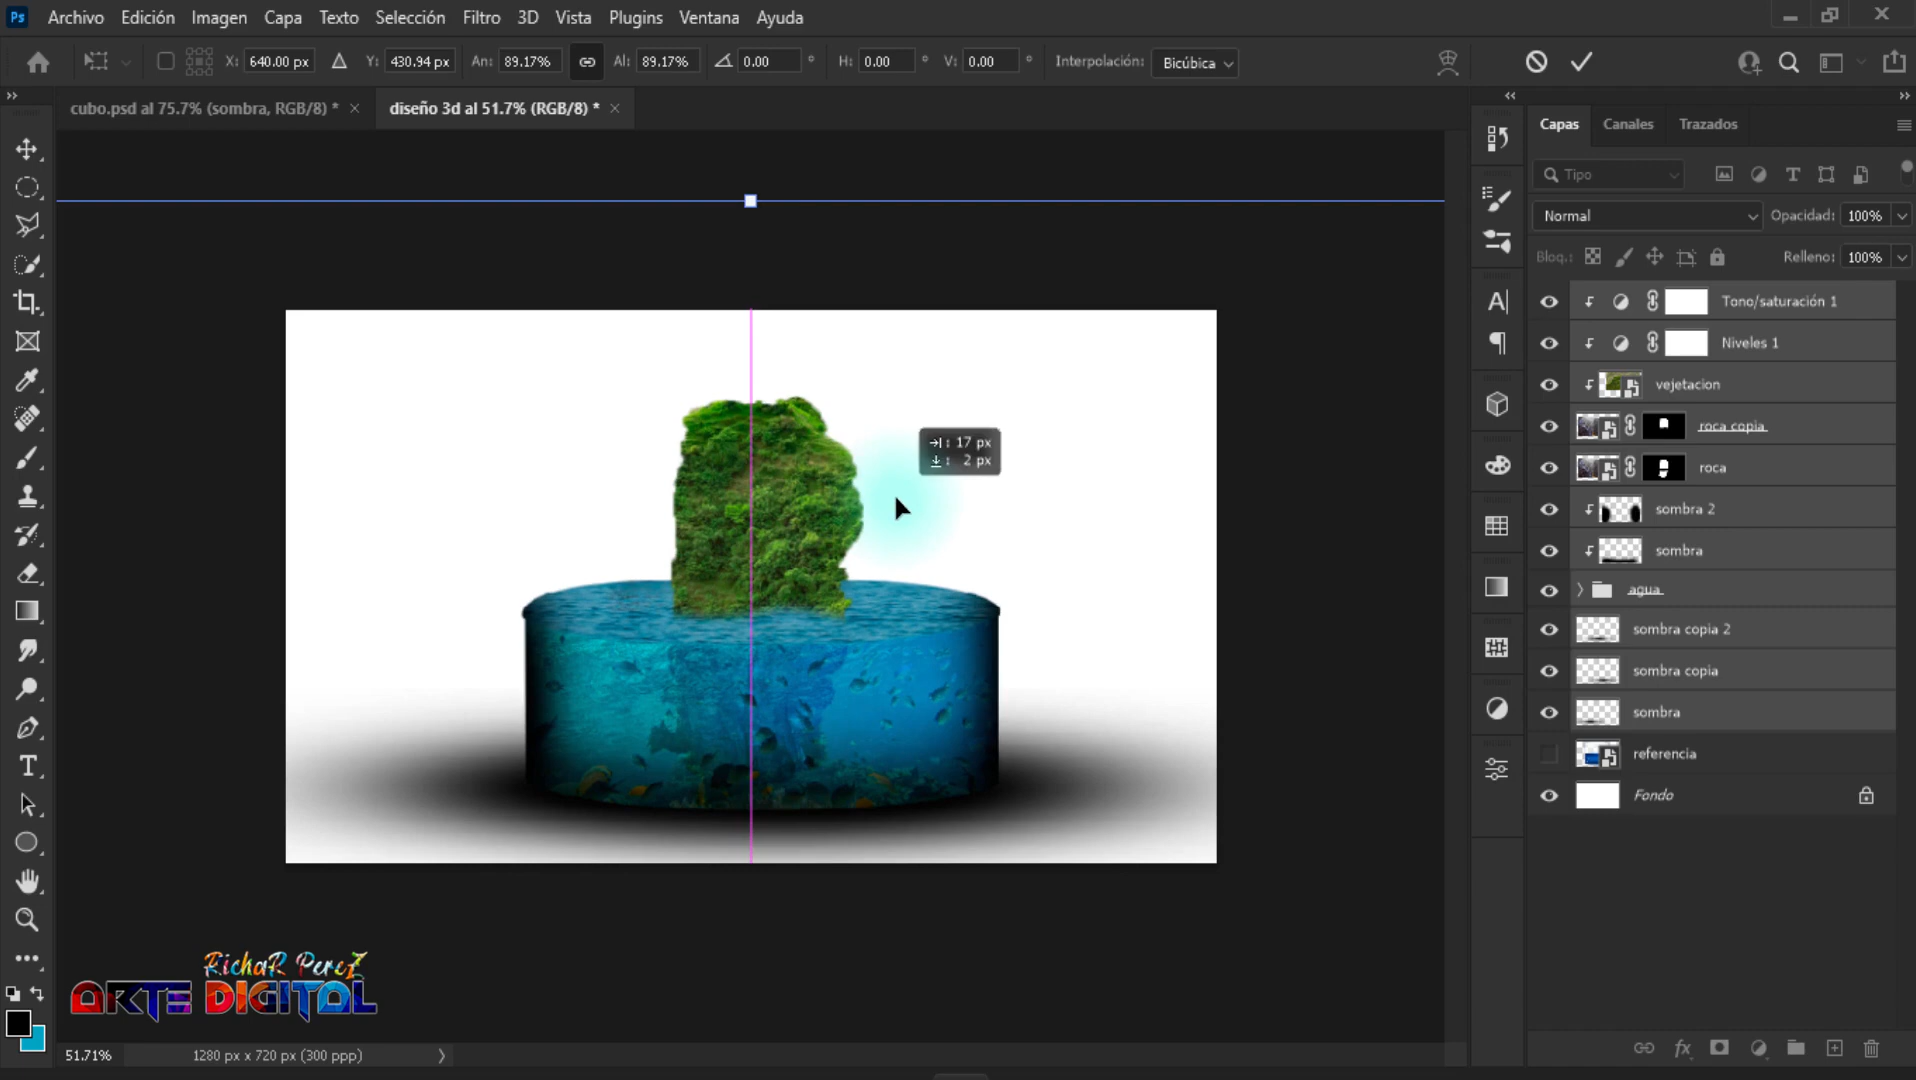 Ps Archivo Edición Imagen Capa Texto Selección Filtro 3D Vista Plugins Ventana Ayuda
X: 640.00 px Y: 430.94 px An: 89.17% Al: 89.17% 0.00 ° H: 0.00 ° V: 0.00 ° Interpolación: Bicúbica
cubo.psd al 75.7% (sombra, RGB/8) *
diseño 3d al 51.7% (RGB/8) *
Capas Canales Trazados
Tipo
Normal Opacidad: 100%
Bloq.: Relleno: 100%
Tono/saturación 1
Niveles 1
vejetacion
roca copia
roca
sombra 2
sombra
agua
sombra copia 2
sombra copia
sombra
referencia
Fondo
: 17 px
: 2 px
RichaR PereZ
ARTE DIGITAL
51.71% 1280 px x 720 px (300 ppp)